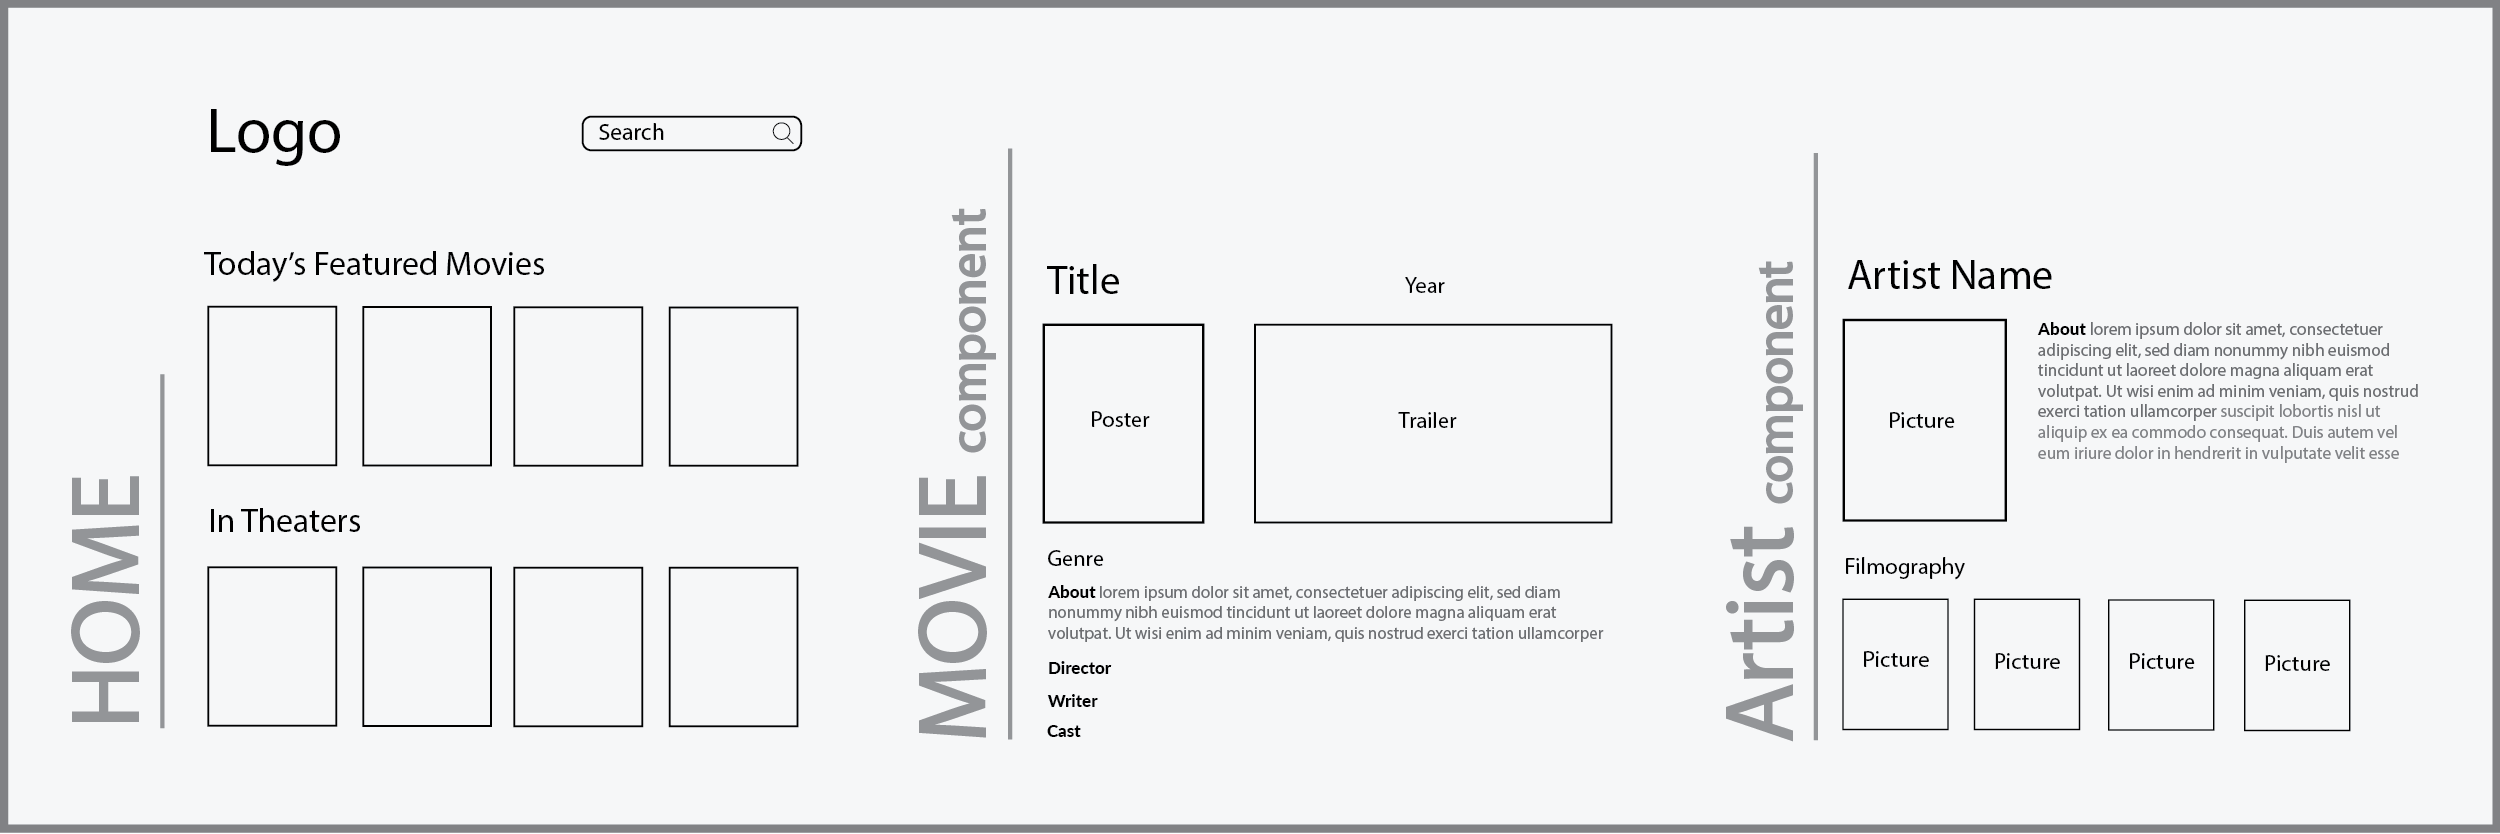 HOME
Logo
Search
Today’s Featured Movies
In Theaters
MOVIE component
Title
Year
Poster
Trailer
Genre
About lorem ipsum dolor sit amet, consectetuer adipiscing elit, sed diam
nonummy nibh euismod tincidunt ut laoreet dolore magna aliquam erat
volutpat. Ut wisi enim ad minim veniam, quis nostrud exerci tation ullamcorper
Director
Writer
Cast
Artist component
Artist Name
Picture
About lorem ipsum dolor sit amet, consectetuer
adipiscing elit, sed diam nonummy nibh euismod
tincidunt ut laoreet dolore magna aliquam erat
volutpat. Ut wisi enim ad minim veniam, quis nostrud
exerci tation ullamcorper suscipit lobortis nisl ut
aliquip ex ea commodo consequat. Duis autem vel
eum iriure dolor in hendrerit in vulputate velit esse
Filmography
Picture
Picture
Picture
Picture